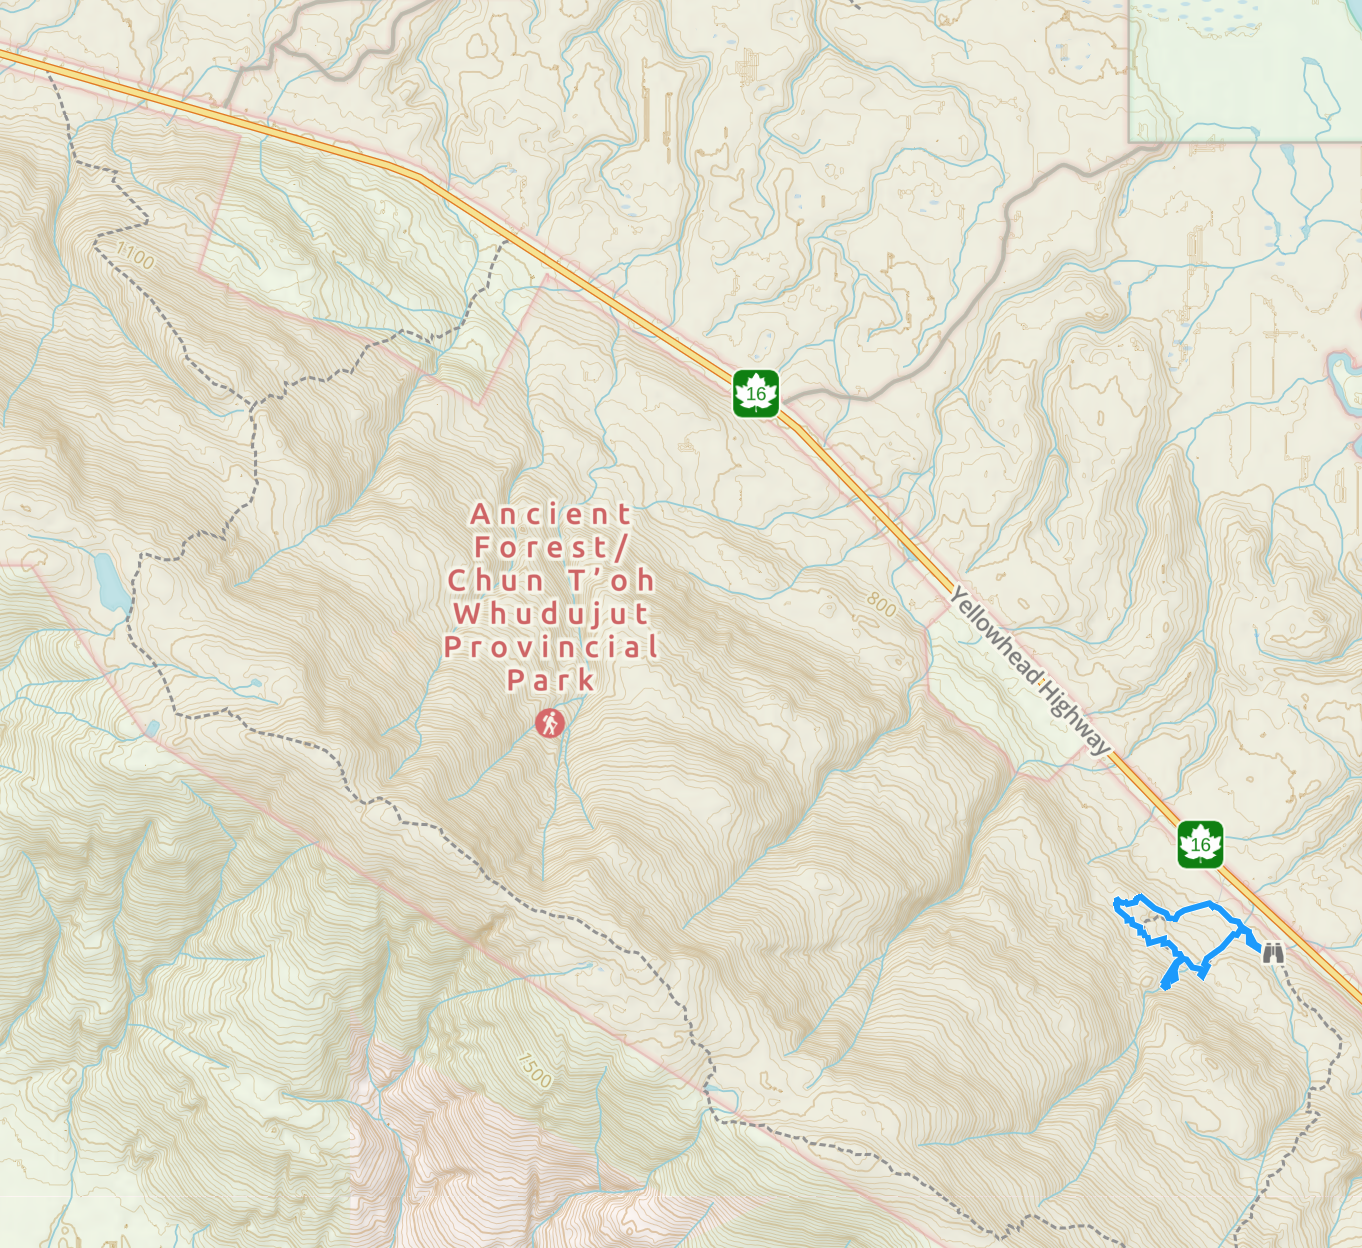 1100
16
Ancient
Forest/
Chun T’oh
Whudujut
Provincial
Park
800
Yellowhead Highway
16
1500